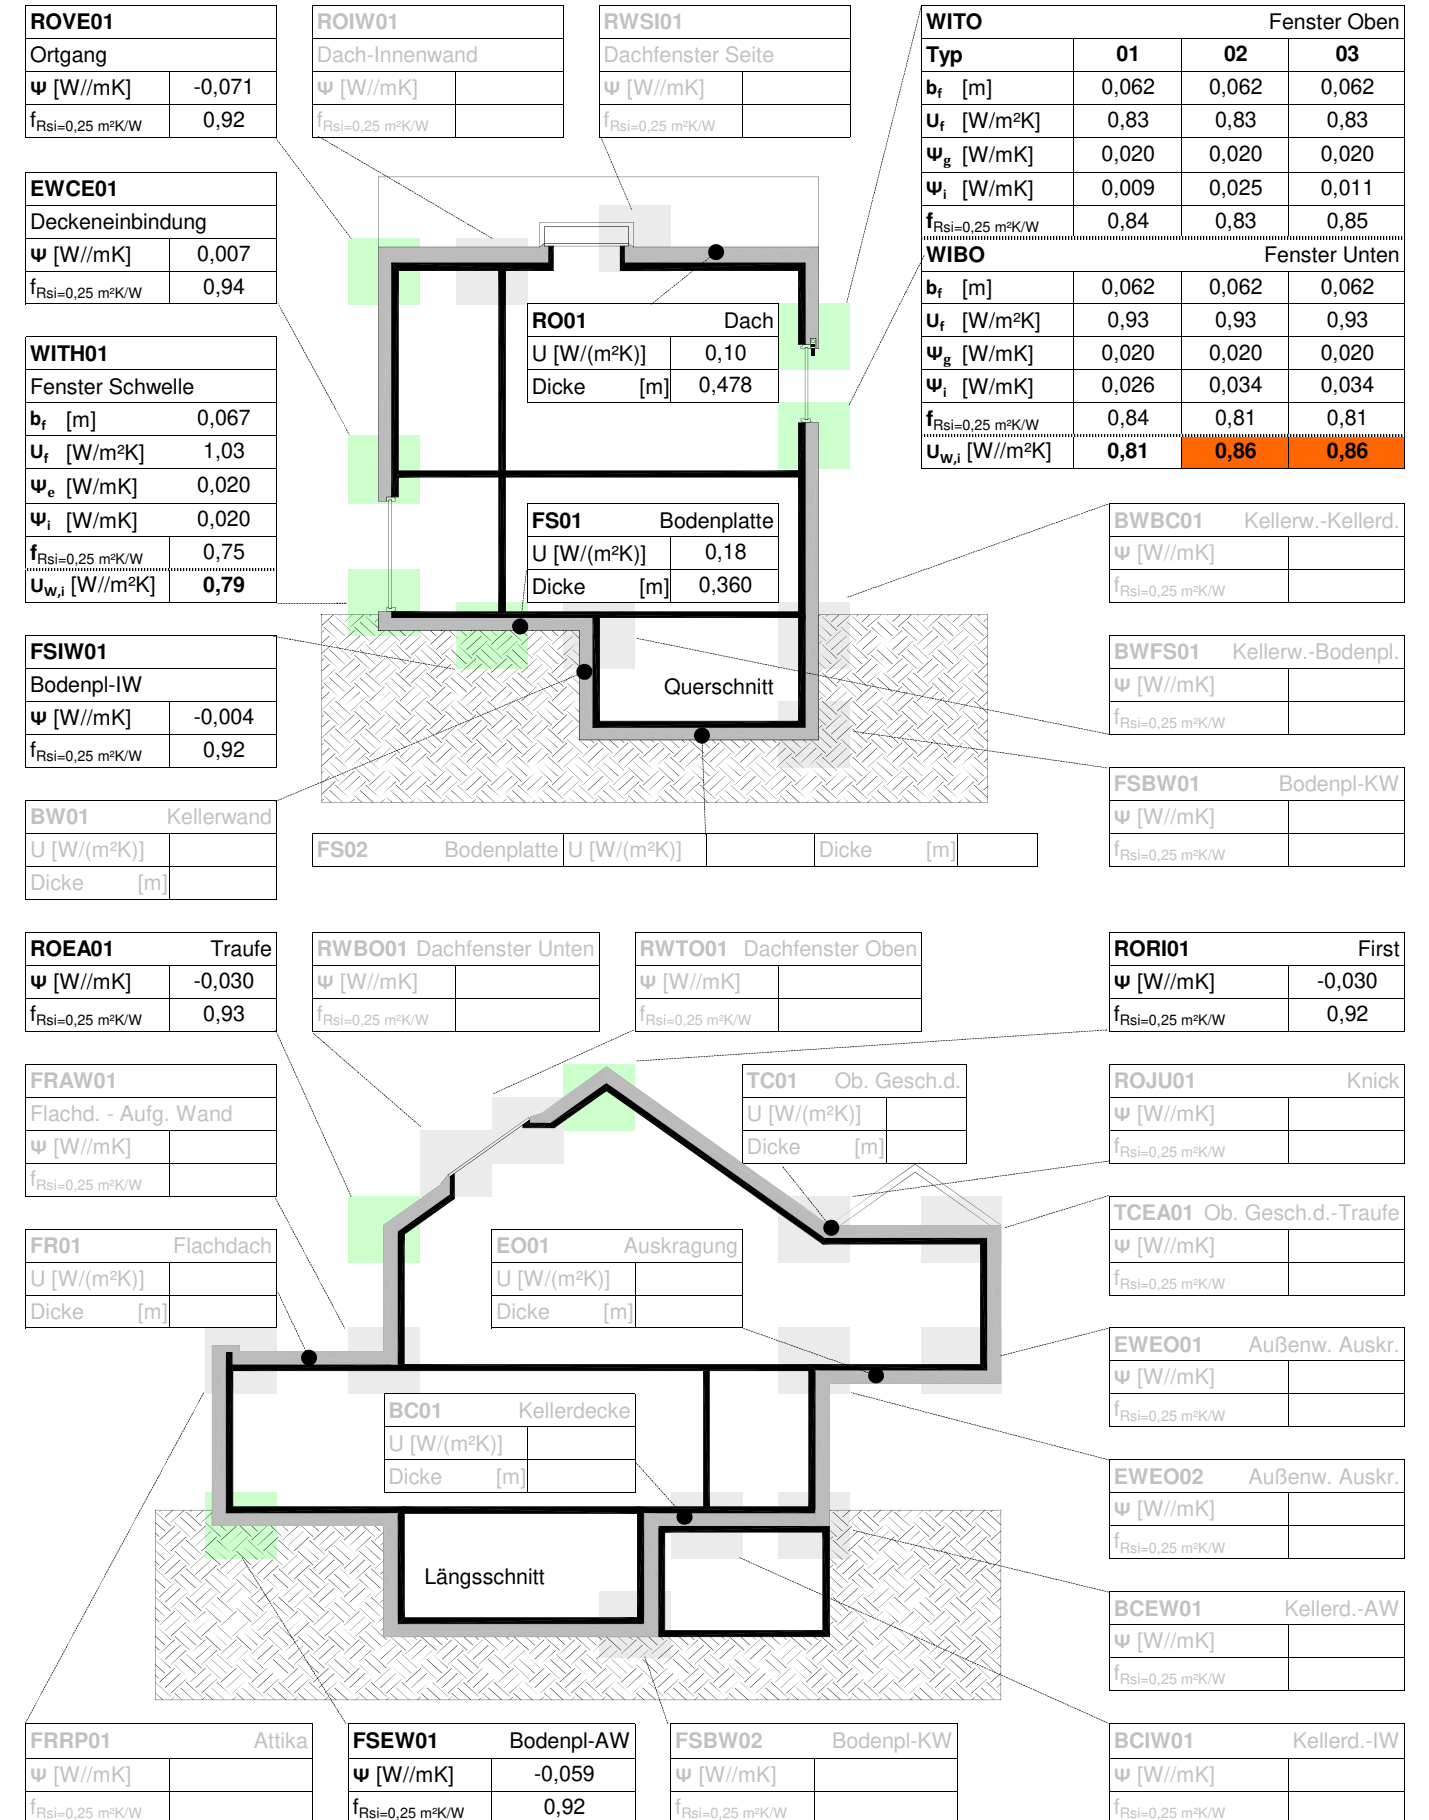 ROVE01
Ortgang
Ψ [W//mK] -0,071
fRsi=0,25 m²K/W 0,92
ROIW01
Dach-Innenwand
Ψ [W//mK]
fRsi=0,25 m²K/W
RWSI01
Dachfenster Seite
Ψ [W//mK]
fRsi=0,25 m²K/W
WITO Fenster Oben
Typ 01 02 03
bf [m] 0,062 0,062 0,062
Uf [W/m²K] 0,83 0,83 0,83
Ψg [W/mK] 0,020 0,020 0,020
Ψi [W/mK] 0,009 0,025 0,011
fRsi=0,25 m²K/W 0,84 0,83 0,85
WIBO Fenster Unten
bf [m] 0,062 0,062 0,062
Uf [W/m²K] 0,93 0,93 0,93
Ψg [W/mK] 0,020 0,020 0,020
Ψi [W/mK] 0,026 0,034 0,034
fRsi=0,25 m²K/W 0,84 0,81 0,81
UW,i [W//m²K] 0,81 0,86 0,86
EWCE01
Deckeneinbindung
Ψ [W//mK] 0,007
fRsi=0,25 m²K/W 0,94
RO01 Dach
U [W/(m²K)] 0,10
Dicke [m] 0,478
WITH01
Fenster Schwelle
bf [m] 0,067
Uf [W/m²K] 1,03
Ψe [W/mK] 0,020
Ψi [W/mK] 0,020
fRsi=0,25 m²K/W 0,75
UW,i [W//m²K] 0,79
FS01 Bodenplatte
U [W/(m²K)] 0,18
Dicke [m] 0,360
BWBC01 Kellerw.-Kellerd.
Ψ [W//mK]
fRsi=0,25 m²K/W
FSIW01
Bodenpl-IW
Ψ [W//mK] -0,004
fRsi=0,25 m²K/W 0,92
Querschnitt
BWFS01 Kellerw.-Bodenpl.
Ψ [W//mK]
fRsi=0,25 m²K/W
FSBW01 Bodenpl-KW
Ψ [W//mK]
fRsi=0,25 m²K/W
BW01 Kellerwand
U [W/(m²K)]
Dicke [m]
FS02 Bodenplatte U [W/(m²K)] Dicke [m]
ROEA01 Traufe
Ψ [W//mK] -0,030
fRsi=0,25 m²K/W 0,93
RWBO01 Dachfenster Unten
Ψ [W//mK]
fRsi=0,25 m²K/W
RWTO01 Dachfenster Oben
Ψ [W//mK]
fRsi=0,25 m²K/W
RORI01 First
Ψ [W//mK] -0,030
fRsi=0,25 m²K/W 0,92
FRAW01
Flachd. - Aufg. Wand
Ψ [W//mK]
fRsi=0,25 m²K/W
TC01 Ob. Gesch.d.
U [W/(m²K)]
Dicke [m]
ROJU01 Knick
Ψ [W//mK]
fRsi=0,25 m²K/W
FR01 Flachdach
U [W/(m²K)]
Dicke [m]
EO01 Auskragung
U [W/(m²K)]
Dicke [m]
TCEA01 Ob. Gesch.d.-Traufe
Ψ [W//mK]
fRsi=0,25 m²K/W
EWEO01 Außenw. Auskr.
Ψ [W//mK]
fRsi=0,25 m²K/W
BC01 Kellerdecke
U [W/(m²K)]
Dicke [m]
EWEO02 Außenw. Auskr.
Ψ [W//mK]
fRsi=0,25 m²K/W
Längsschnitt
BCEW01 Kellerd.-AW
Ψ [W//mK]
fRsi=0,25 m²K/W
FRRP01 Attika
Ψ [W//mK]
fRsi=0,25 m²K/W
FSEW01 Bodenpl-AW
Ψ [W//mK] -0,059
fRsi=0,25 m²K/W 0,92
FSBW02 Bodenpl-KW
Ψ [W//mK]
fRsi=0,25 m²K/W
BCIW01 Kellerd.-IW
Ψ [W//mK]
fRsi=0,25 m²K/W